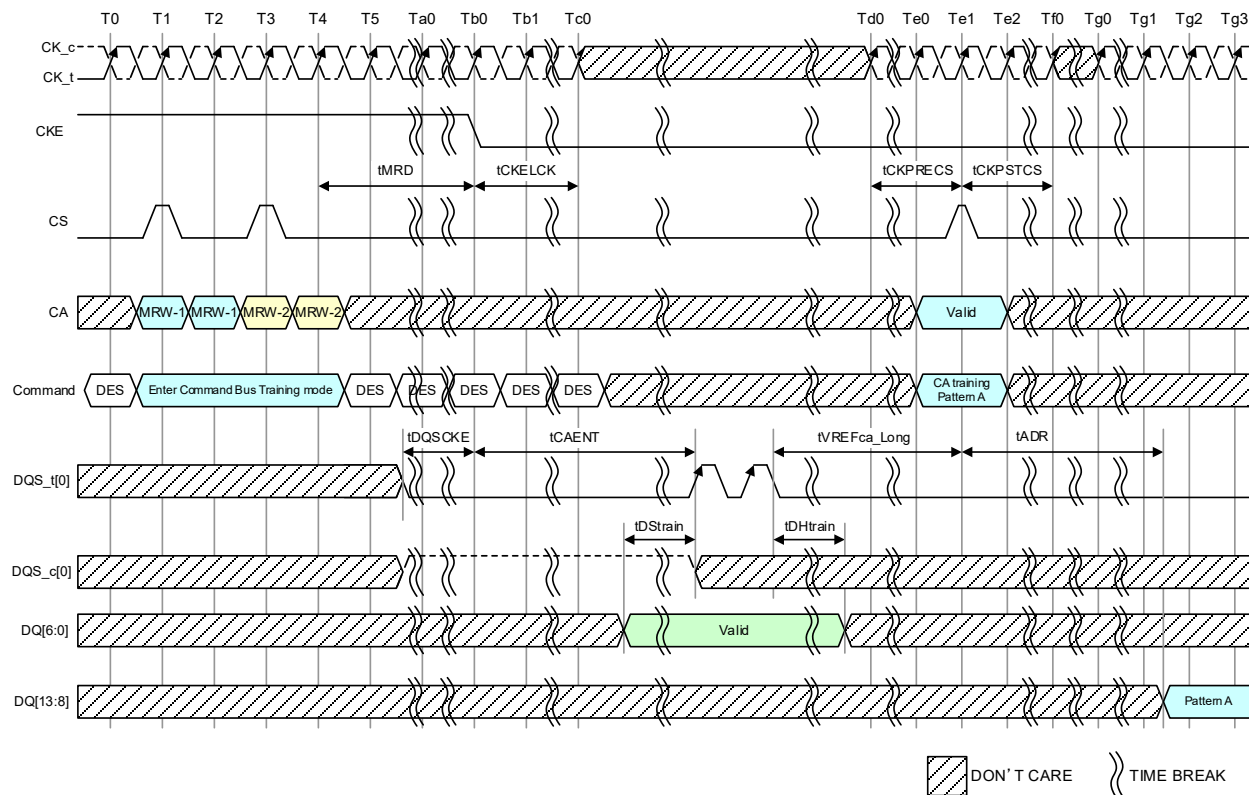 T0 T1 T2 T3 T4 T5 Ta0 Tb0 Tb1 Tc0 Td0 Te0 Te1 Te2 Tf0 Tg0 Tg1 Tg2 Tg3
CK_c
CK_t
CKE
tMRD tCKELCK tCKPRECS tCKPSTCS
CS
CA MRW-1 MRW-1 MRW-2 MRW-2 Valid
Command DES Enter Command Bus Training mode DES DES DES DES DES CA training
Pattern A
tDQSCKE tCAENT tVREFca_Long tADR
DQS_t[0]
tDStrain tDHtrain
DQS_c[0]
DQ[6:0] Valid
DQ[13:8] Pattern A
DON'T CARE TIME BREAK